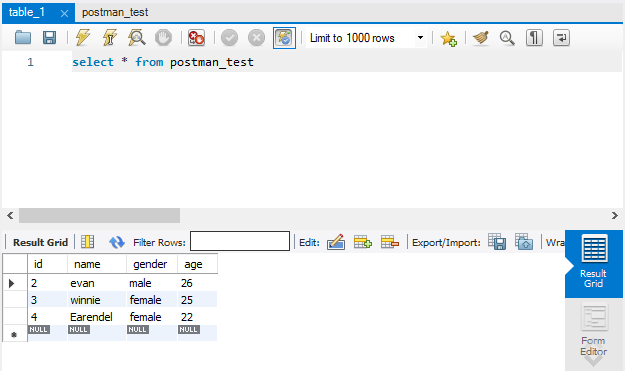 table_1 postman_test
Limit to 1000 rows
1 select * from postman_test
Result Grid Filter Rows: Edit: Export/Import: Wra
id name gender age
2 evan male 26
3 winnie female 25
4 Earendel female 22
NULL NULL NULL NULL
Result
Grid
Form
Editor